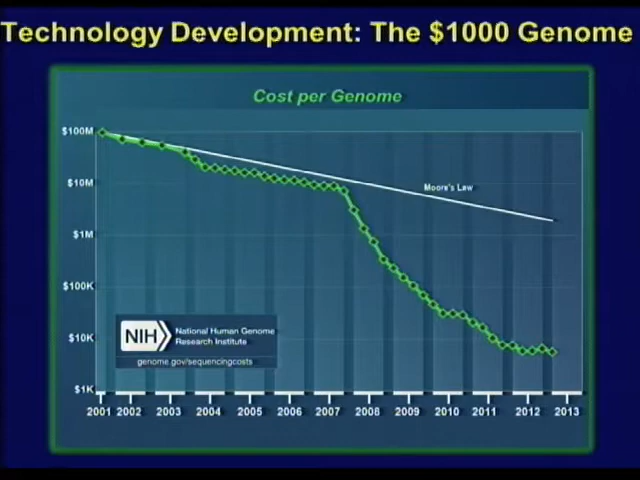 Technology Development: The $1000 Genome
Cost per Genome
$100M
$10M
$1M
$100K
$10K
$1K
Moore's Law
NIH
National Human Genome
Research Institute
genome.gov/sequencingcosts
2001 2002 2003 2004 2005 2006 2007 2008 2009 2010 2011 2012 2013